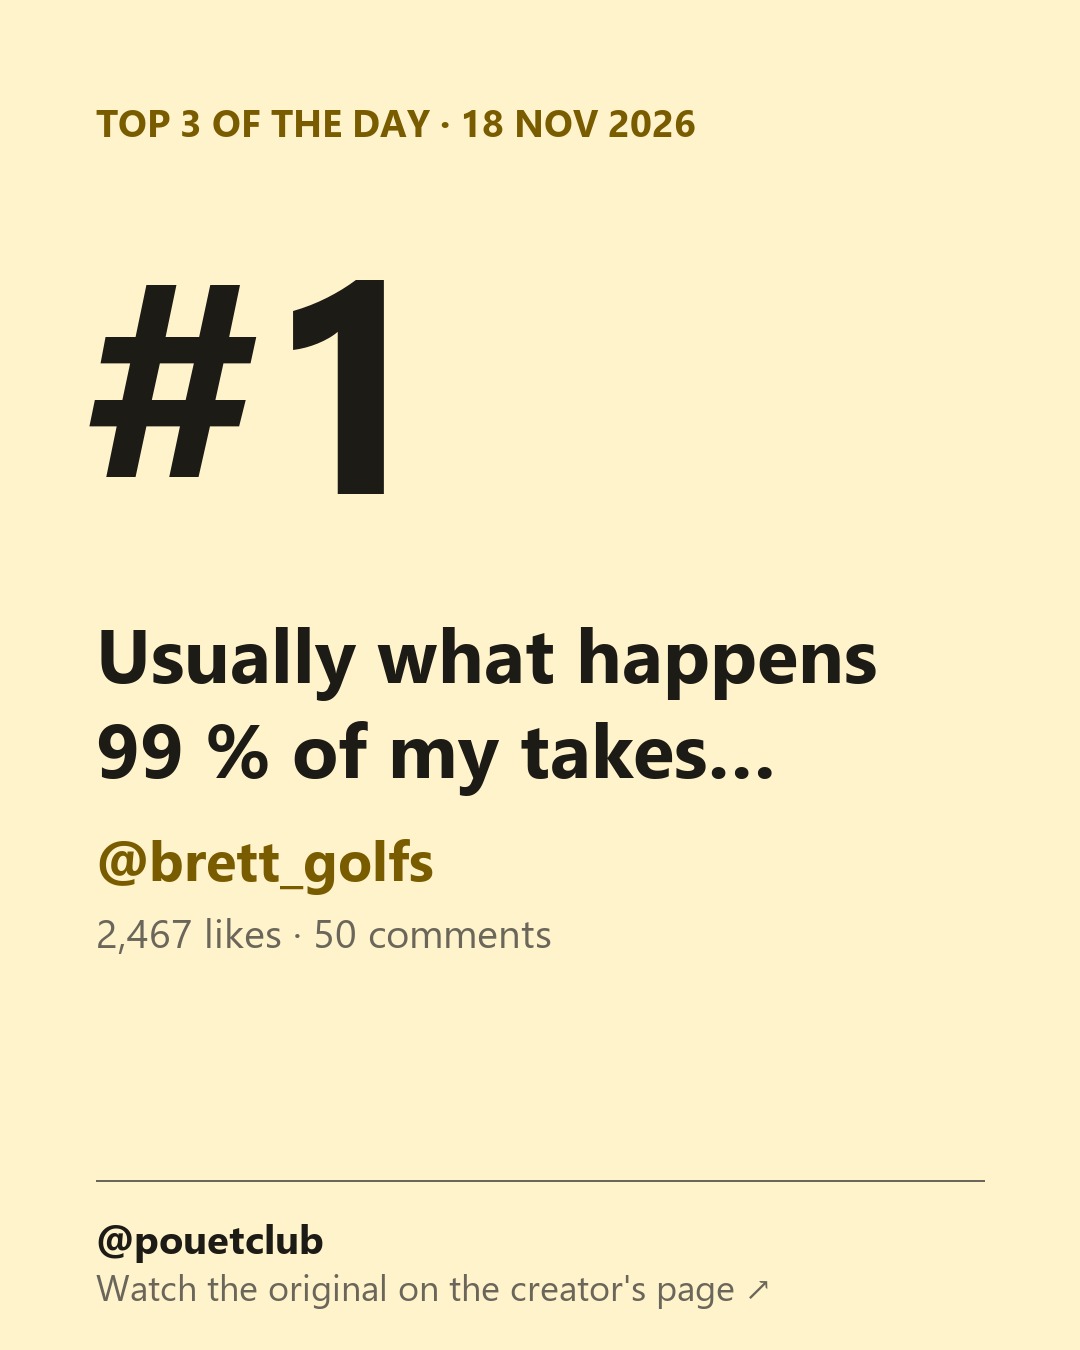 TOP 3 OF THE DAY · 18 NOV 2026
#1
Usually what happens
99 % of my takes…
@brett_golfs
2,467 likes · 50 comments
@pouetclub
Watch the original on the creator's page ↗